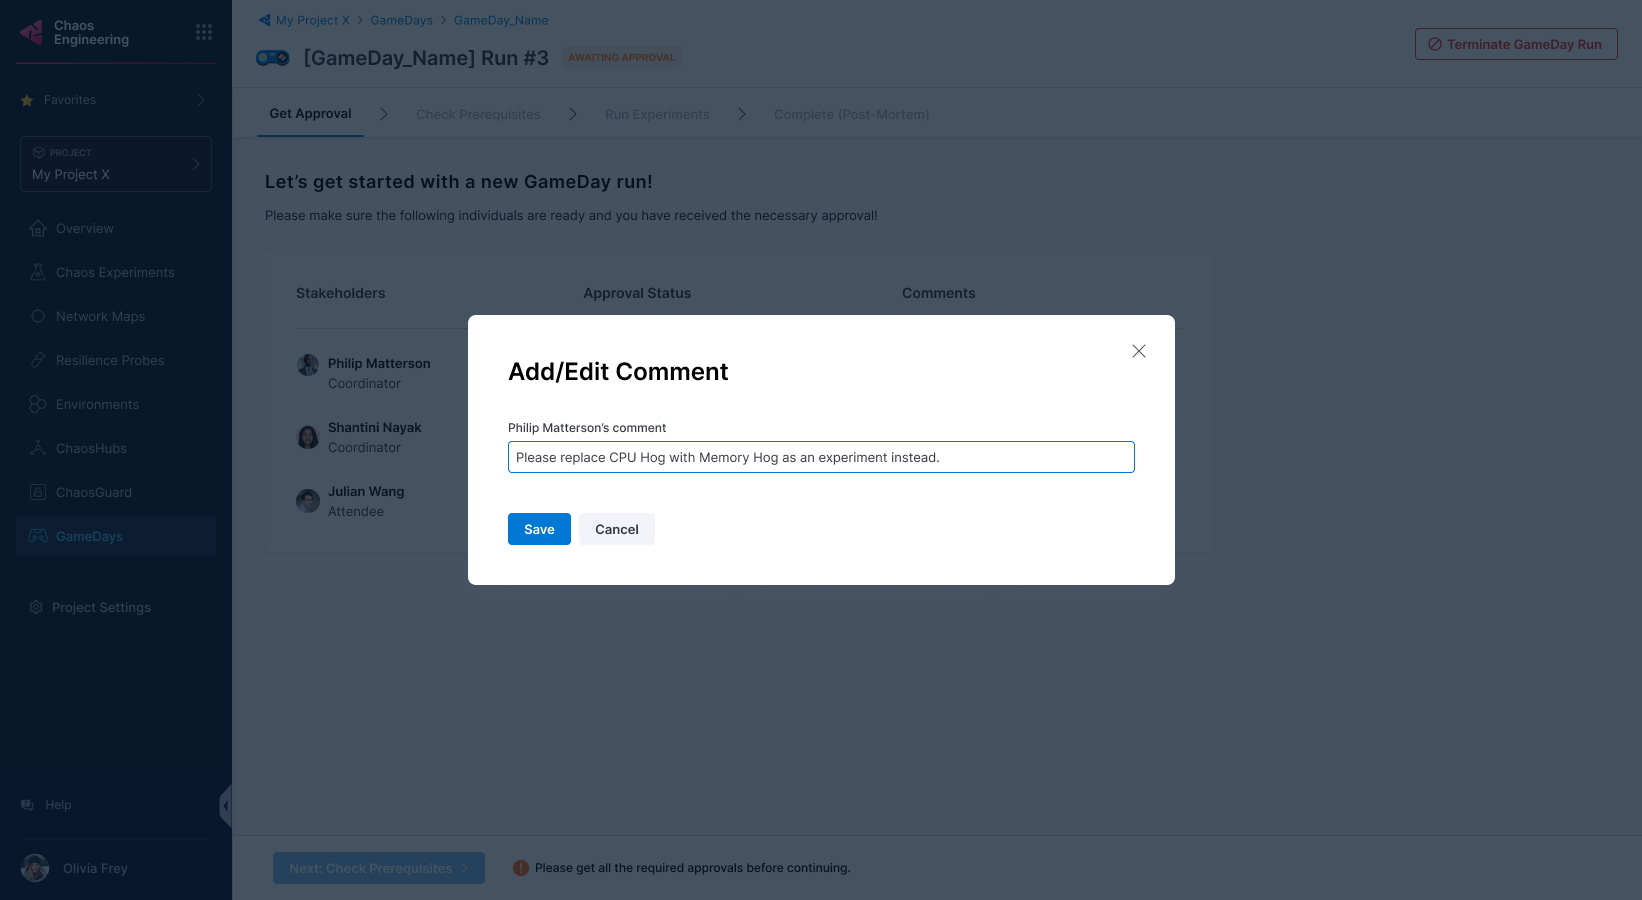 Chaos
Engineering
Favorites
PROJECT
My Project X
Overview
Chaos Experiments
Network Maps
Resilience Probes
Environments
ChaosHubs
ChaosGuard
GameDays
Project Settings
Help
Olivia Frey
My Project X > GameDays > GameDay_Name
[GameDay_Name] Run #3 AWAITING APPROVAL
Terminate GameDay Run
Get Approval Check Prerequisites Run Experiments Complete (Post-Mortem)
Let’s get started with a new GameDay run!
Please make sure the following individuals are ready and you have received the necessary approval!
Stakeholders Approval Status Comments
Philip Matterson
Coordinator
Shantini Nayak
Coordinator
Julian Wang
Attendee
Add/Edit Comment
Philip Matterson’s comment
Please replace CPU Hog with Memory Hog as an experiment instead.
Save Cancel
Next: Check Prerequisites > Please get all the required approvals before continuing.